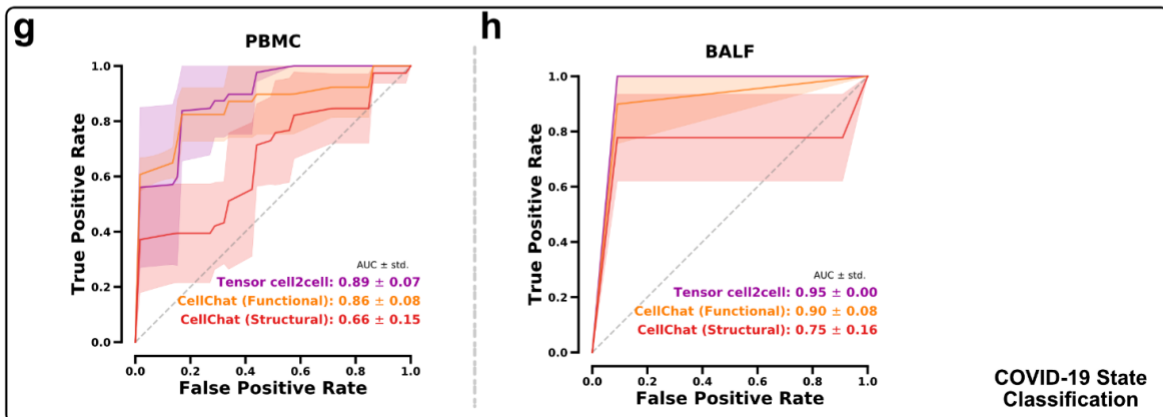 g
PBMC
True Positive Rate
1.0
0.8
0.6
0.4
0.2
0.0
AUC ± std.
Tensor cell2cell: 0.89 ± 0.07
CellChat (Functional): 0.86 ± 0.08
CellChat (Structural): 0.66 ± 0.15
0.0 0.2 0.4 0.6 0.8 1.0
False Positive Rate
h
BALF
True Positive Rate
1.0
0.8
0.6
0.4
0.2
0.0
AUC ± std.
Tensor cell2cell: 0.95 ± 0.00
CellChat (Functional): 0.90 ± 0.08
CellChat (Structural): 0.75 ± 0.16
0.0 0.2 0.4 0.6 0.8 1.0
False Positive Rate
COVID-19 State
Classification